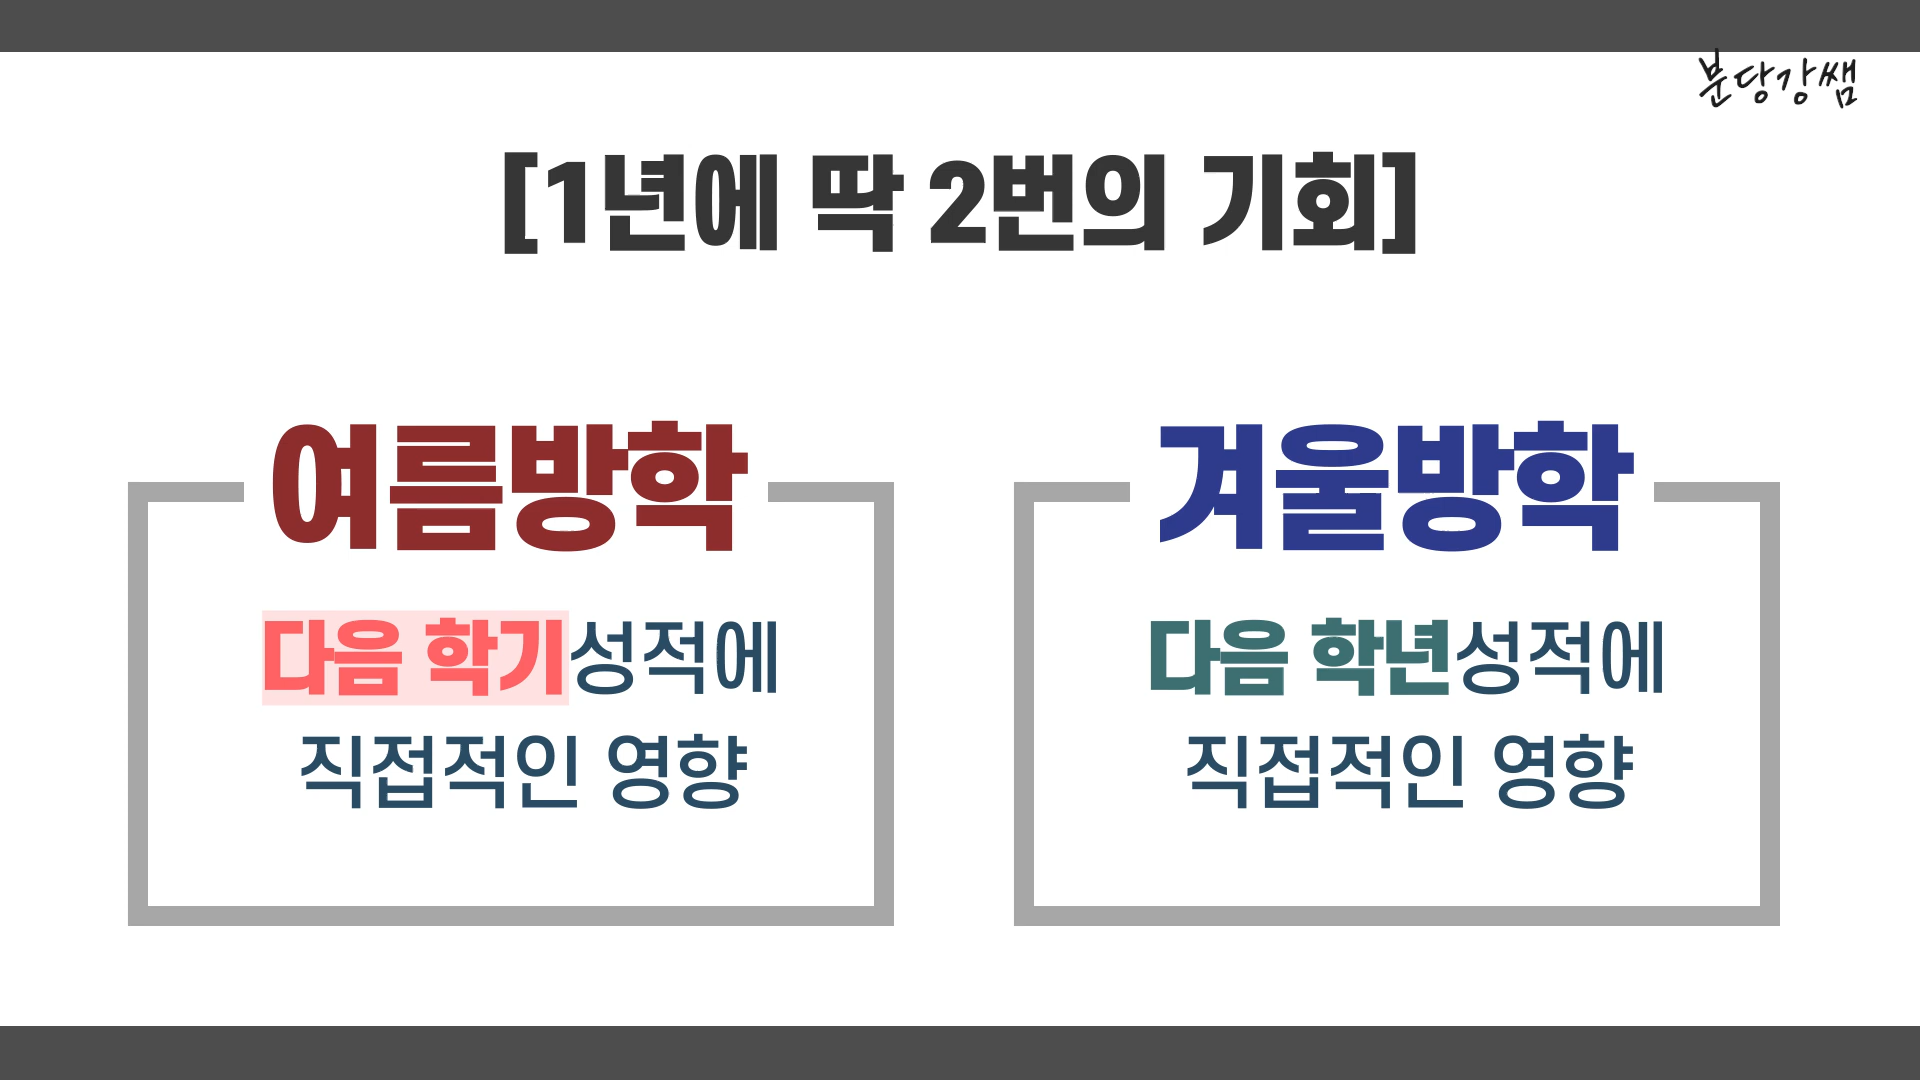 분당강쌤
[1년에 딱 2번의 기회]
여름방학
다음 학기성적에
직접적인 영향
겨울방학
다음 학년성적에
직접적인 영향